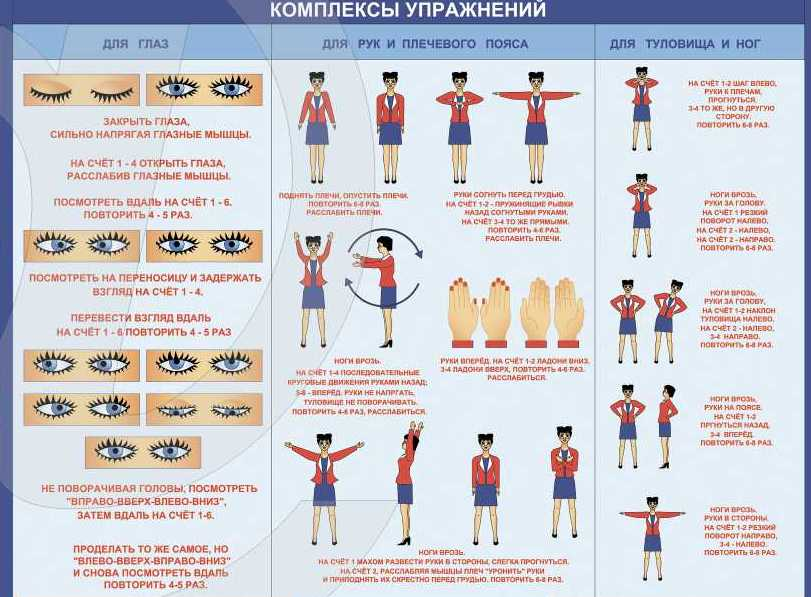 КОМПЛЕКСЫ УПРАЖНЕНИЙ
ДЛЯ ГЛАЗ
ЗАКРЫТЬ ГЛАЗА,
СИЛЬНО НАПРЯГАЯ ГЛАЗНЫЕ МЫШЦЫ.
НА СЧЁТ 1 - 4 ОТКРЫТЬ ГЛАЗА,
РАССЛАБИВ ГЛАЗНЫЕ МЫШЦЫ.
ПОСМОТРЕТЬ ВДАЛЬ НА СЧЁТ 1 - 6.
ПОВТОРИТЬ 4 - 5 РАЗ.
ПОСМОТРЕТЬ НА ПЕРЕНОСИЦУ И ЗАДЕРЖАТЬ
ВЗГЛЯД НА СЧЁТ 1 - 4.
ПЕРЕВЕСТИ ВЗГЛЯД ВДАЛЬ
НА СЧЁТ 1 - 6 ПОВТОРИТЬ 4 - 5 РАЗ
НЕ ПОВОРАЧИВАЯ ГОЛОВЫ, ПОСМОТРЕТЬ
"ВПРАВО-ВВЕРХ-ВЛЕВО-ВНИЗ",
ЗАТЕМ ВДАЛЬ НА СЧЁТ 1-6.
ПРОДЕЛАТЬ ТО ЖЕ САМОЕ, НО
"ВЛЕВО-ВВЕРХ-ВПРАВО-ВНИЗ"
И СНОВА ПОСМОТРЕТЬ ВДАЛЬ
ПОВТОРИТЬ 4-5 РАЗ.
ДЛЯ РУК И ПЛЕЧЕВОГО ПОЯСА
ПОДНЯТЬ ПЛЕЧИ, ОПУСТИТЬ ПЛЕЧИ.
ПОВТОРИТЬ 6-8 РАЗ.
РАССЛАБИТЬ ПЛЕЧИ.
РУКИ СОГНУТЬ ПЕРЕД ГРУДЬЮ.
НА СЧЁТ 1-2 - ПРУЖИНЯЩИЕ РЫВКИ
НАЗАД СОГНУТЫМИ РУКАМИ,
НА СЧЁТ 3-4 ТО ЖЕ ПРЯМЫМИ.
ПОВТОРИТЬ 4-6 РАЗ.
РАССЛАБИТЬ ПЛЕЧИ.
НОГИ ВРОЗЬ.
НА СЧЁТ 1-4 ПОСЛЕДОВАТЕЛЬНЫЕ
КРУГОВЫЕ ДВИЖЕНИЯ РУКАМИ НАЗАД;
5-8 - ВПЕРЁД. РУКИ НЕ НАПРЯГАТЬ,
ТУЛОВИЩЕ НЕ ПОВОРАЧИВАТЬ.
ПОВТОРИТЬ 4-6 РАЗ, РАССЛАБИТЬСЯ.
РУКИ ВПЕРЁД. НА СЧЁТ 1-2 ЛАДОНИ ВНИЗ,
3-4 ЛАДОНИ ВВЕРХ, ПОВТОРИТЬ 4-6 РАЗ.
РАССЛАБИТЬСЯ.
НОГИ ВРОЗЬ.
НА СЧЁТ 1 МАХОМ РАЗВЕСТИ РУКИ В СТОРОНЫ, СЛЕГКА ПРОГНУТЬСЯ.
НА СЧЁТ 2, РАССЛАБЛЯЯ МЫШЦЫ ПЛЕЧ "УРОНИТЬ" РУКИ
И ПРИПОДНЯТЬ ИХ СКРЕСТНО ПЕРЕД ГРУДЬЮ. ПОВТОРИТЬ 6-8 РАЗ.
ДЛЯ ТУЛОВИЩА И НОГ
НА СЧЁТ 1-2 ШАГ ВЛЕВО,
РУКИ К ПЛЕЧАМ,
ПРОГНУТЬСЯ.
3-4 ТО ЖЕ, НО В ДРУГУЮ
СТОРОНУ.
ПОВТОРИТЬ 6-8 РАЗ.
НОГИ ВРОЗЬ,
РУКИ ЗА ГОЛОВУ.
НА СЧЁТ 1 РЕЗКИЙ
ПОВОРОТ НАЛЕВО,
НА СЧЁТ 2 - НАЛЕВО,
НА СЧЁТ 2 - НАПРАВО.
ПОВТОРИТЬ 6-8 РАЗ.
НОГИ ВРОЗЬ,
РУКИ ЗА ГОЛОВУ,
НА СЧЁТ 1-2 НАКЛОН
ТУЛОВИЩА НАЛЕВО,
НА СЧЁТ 2 - НАЛЕВО,
3-4 НАПРАВО.
ПОВТОРИТЬ 6-8 РАЗ.
НОГИ ВРОЗЬ,
РУКИ НА ПОЯСЕ.
НА СЧЁТ 1-2
ПРГНУТЬСЯ НАЗАД,
3-4 ВПЕРЁД.
ПОВТОРИТЬ 6-8 РАЗ.
НОГИ ВРОЗЬ,
РУКИ В СТОРОНЫ.
НА СЧЁТ 1-2 РЕЗКИЙ
ПОВОРОТ НАПРАВО,
3-4 - НАЛЕВО.
ПОВТОРИТЬ 6-8 РАЗ.